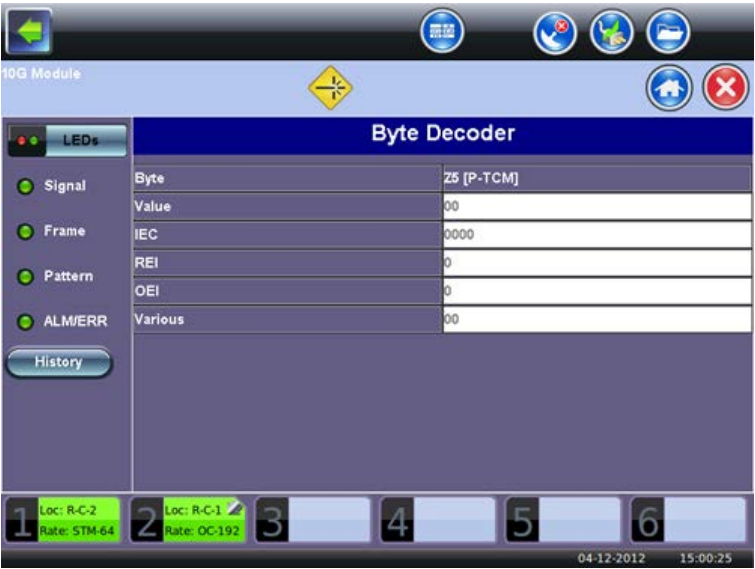 10G Module
LEDs
Byte Decoder
Signal
Frame
Pattern
ALM/ERR
History
Byte Z5 [P-TCM]
Value 00
IEC 0000
REI 0
OEI 0
Various 00
1 Loc: R-C-2
Rate: STM-64
2 Loc: R-C-1
Rate: OC-192
3
4
5
6
04-12-2012 15:00:25